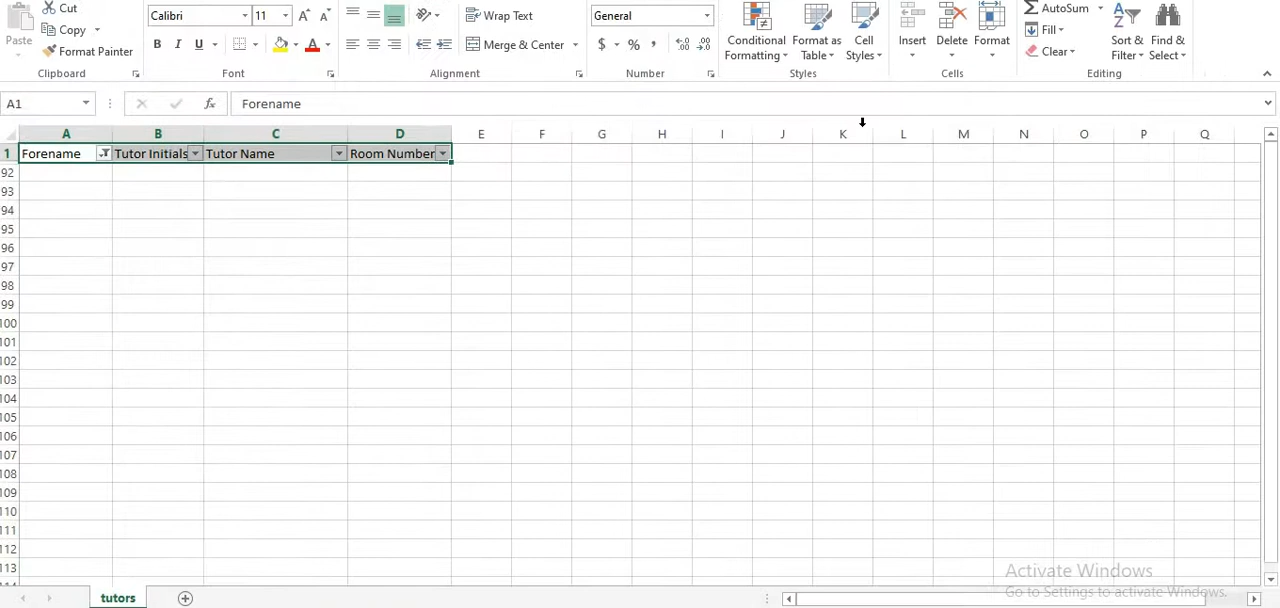 Cut
Copy
Paste
Format Painter
Clipboard
Calibri 11 A A
B I U A
Font
Wrap Text
Merge & Center
Alignment
General
$ % ,
Number
Conditional
Formatting
Format as
Table
Cell
Styles
Styles
Insert
Delete
Format
Cells
AutoSum
Fill
Clear
Sort &
Filter
Find &
Select
Editing
A1 fx Forename
A B C D E F G H I J K L M N O P Q
1 Forename Tutor Initials Tutor Name Room Number
92
93
94
95
96
97
98
99
100
101
102
103
104
105
106
107
108
109
110
111
112
113
Activate Windows
Go to Settings to activate Windows.
tutors